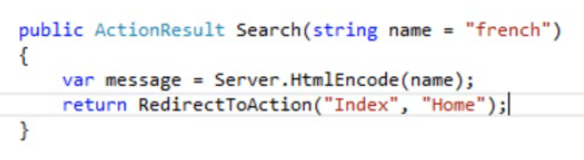 public ActionResult Search(string name = "french")
{
    var message = Server.HtmlEncode(name);
    return RedirectToAction("Index", "Home");
}